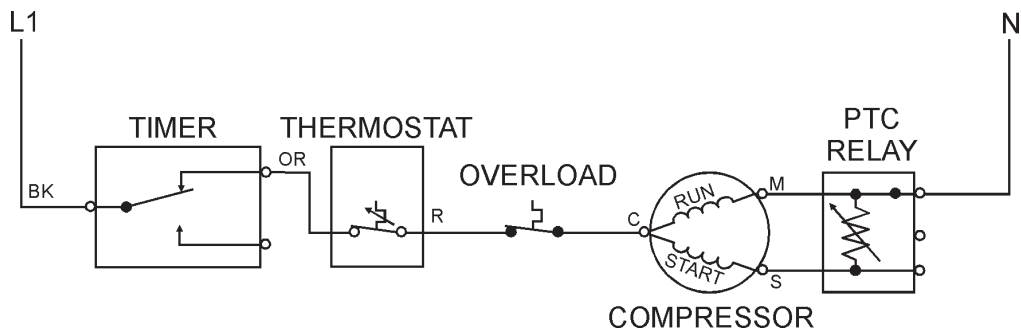 L1
N
TIMER
THERMOSTAT
OVERLOAD
PTC
RELAY
BK
OR
R
C
RUN
START
M
S
COMPRESSOR